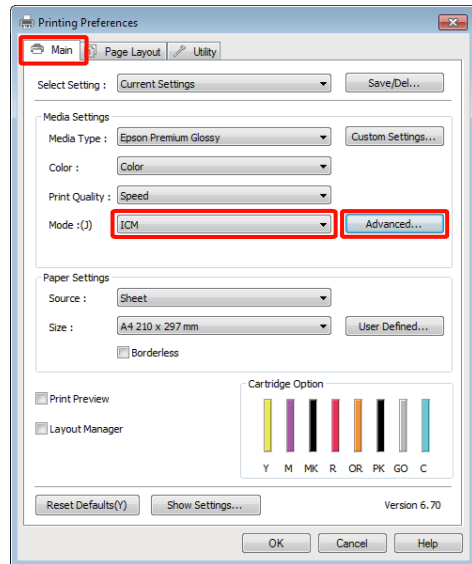 Printing Preferences
Main Page Layout Utility
Select Setting : Current Settings Save/Del...
Media Settings
Media Type : Epson Premium Glossy Custom Settings...
Color : Color
Print Quality : Speed
Mode :(J) ICM Advanced...
Paper Settings
Source : Sheet
Size : A4 210 x 297 mm User Defined...
Borderless
Print Preview
Layout Manager
Cartridge Option
Y M MK R OR PK GO C
Reset Defaults(Y) Show Settings... Version 6.70
OK Cancel Help